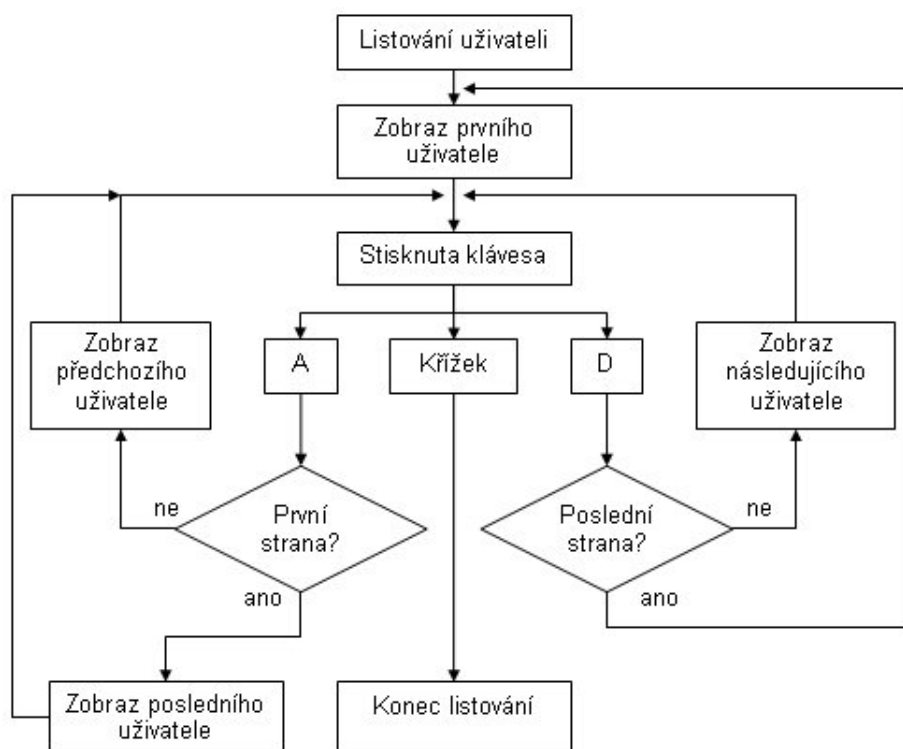 Listování uživateli
Zobraz prvního
uživatele
Stisknuta klávesa
Zobraz
předchozího
uživatele
A
Křížek
D
Zobraz
následujícího
uživatele
ne
První
strana?
Poslední
strana?
ne
ano
ano
Zobraz posledního
uživatele
Konec listování